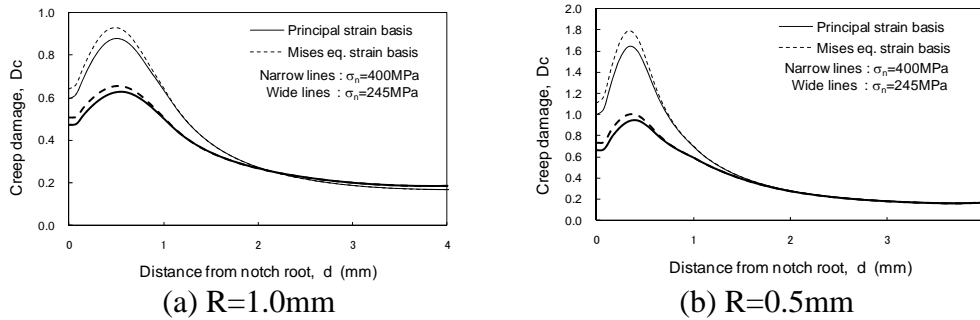 1.0
0.8
0.6
0.4
0.2
0.0
Creep damage, Dc
Principal strain basis
Mises eq. strain basis
Narrow lines : σn=400MPa
Wide lines : σn=245MPa
0 1 2 3 4
Distance from notch root, d (mm)
(a) R=1.0mm
2.0
1.8
1.6
1.4
1.2
1.0
0.8
0.6
0.4
0.2
0.0
Creep damage, Dc
Principal strain basis
Mises eq. strain basis
Narrow lines : σn=400MPa
Wide lines : σn=245MPa
0 1 2 3
Distance from notch root, d (mm)
(b) R=0.5mm